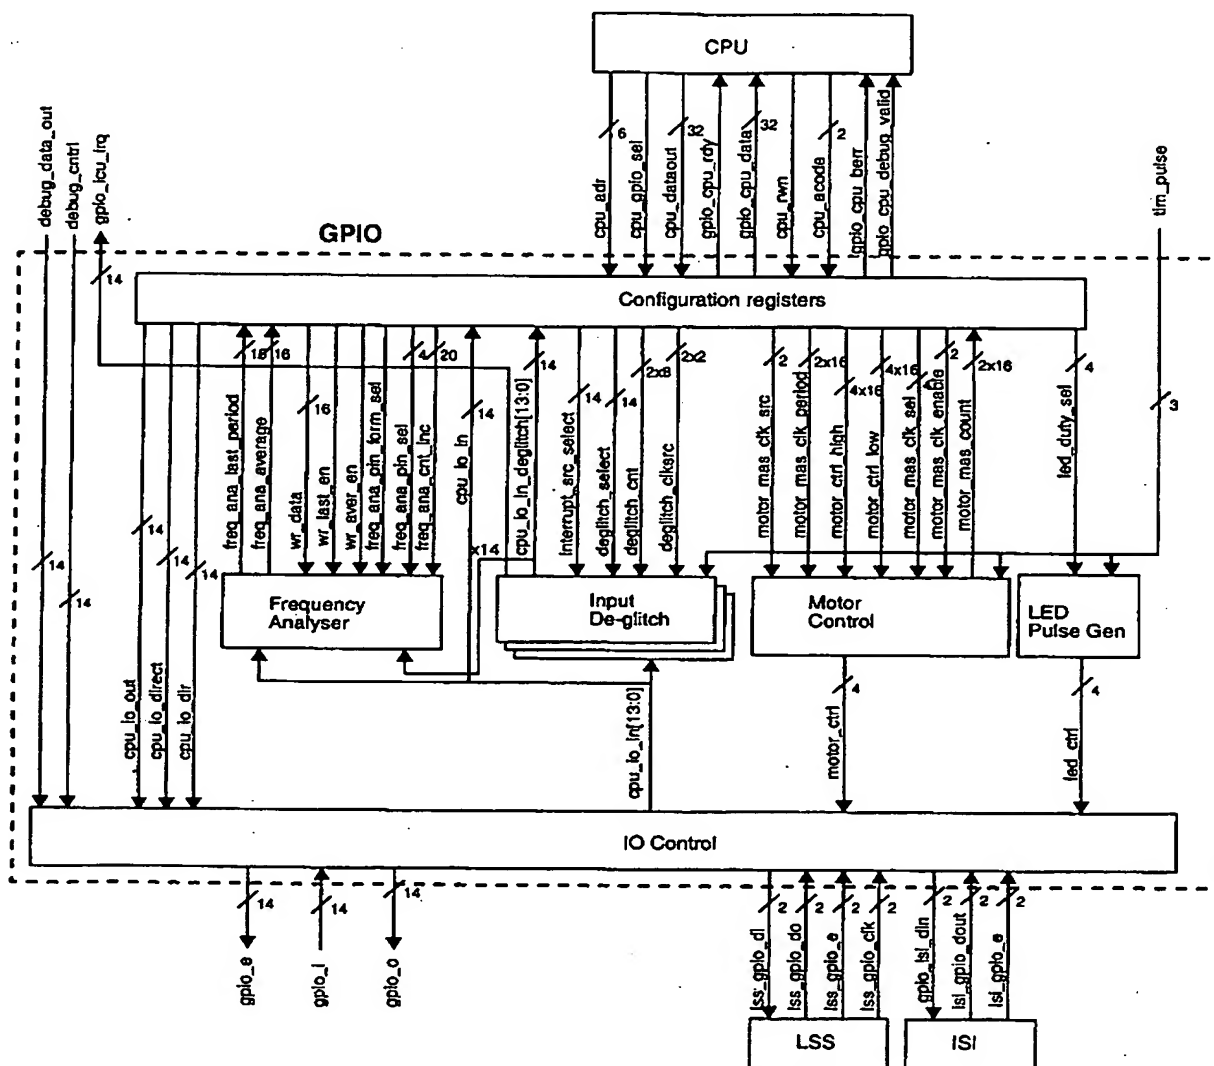 CPU
debug_data_out
debug_cntrl
gpio_icu_irq
6
32
32
2
cpu_adr
cpu_gpio_sel
cpu_dataout
gpio_cpu_rdy
gpio_cpu_data
cpu_rwn
cpu_acode
gpio_cpu_berr
gpio_cpu_debug_valid
tim_pulse
GPIO
14
Configuration registers
16
16
4
20
14
14
2x8
2x2
2
2x16
4x16
4x16
4
2
2x16
4
3
freq_ana_last_period
freq_ana_average
16
wr_data
wr_last_en
wr_aver_en
freq_ana_pin_form_sel
freq_ana_pin_sel
freq_ana_cnt_inc
cpu_io_in
cpu_io_in_deglitch[13:0]
14
interrupt_src_select
14
deglitch_select
deglitch_cnt
deglitch_clksrc
motor_mas_clk_src
motor_mas_clk_period
motor_ctrl_high
motor_ctrl_low
motor_mas_clk_sel
motor_mas_clk_enable
motor_mas_count
led_duty_sel
14
14
14
14
14
x14
Frequency
Analyser
Input
De-glitch
Motor
Control
LED
Pulse Gen
cpu_io_out
cpu_io_direct
cpu_io_dir
cpu_io_in[13:0]
4
motor_ctrl
4
led_ctrl
IO Control
14
14
14
2
2
2
2
2
2
2
gpio_e
gpio_i
gpio_o
lss_gpio_di
lss_gpio_do
lss_gpio_e
lss_gpio_clk
gpio_isi_din
isi_gpio_dout
isi_gpio_e
LSS
ISI